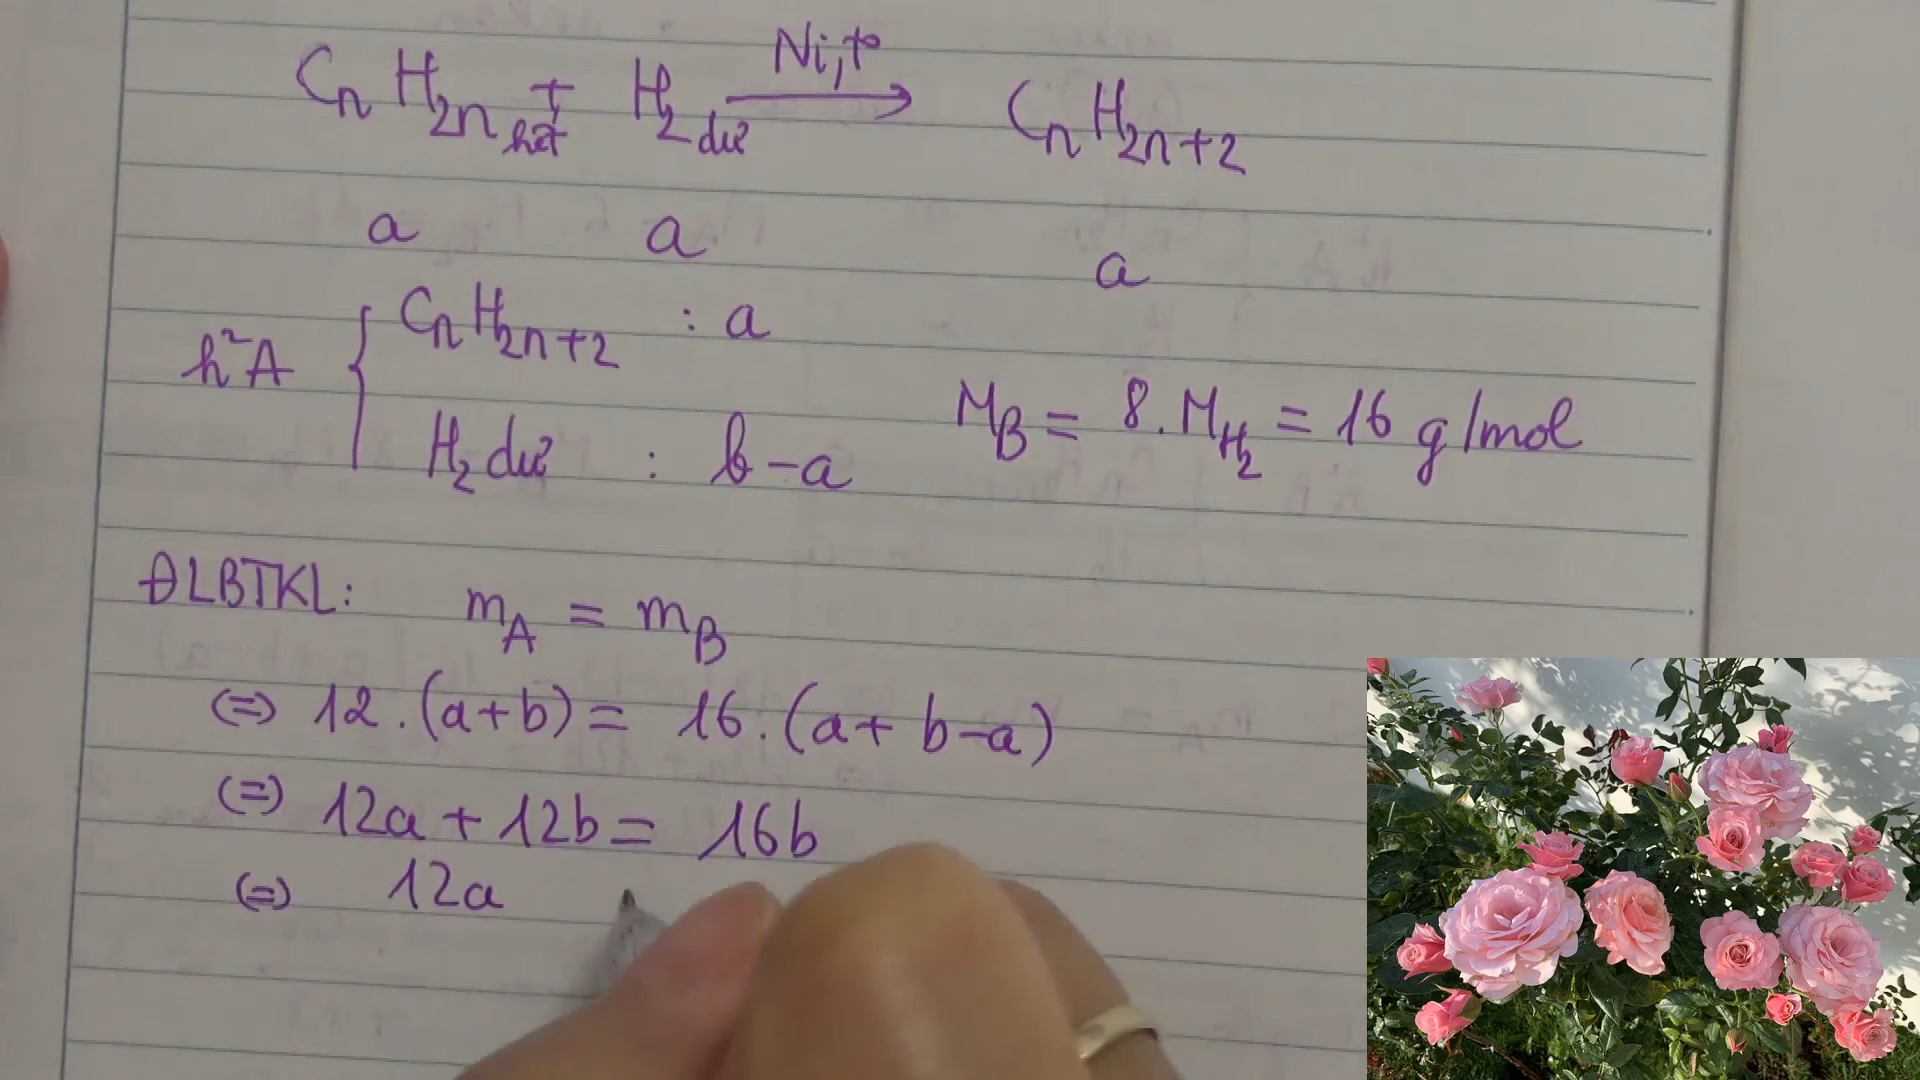 CnH2n hết + H2 dư —Ni, t°→ CnH2n+2
a a a
h² A { CnH2n+2 : a
H2 dư : b-a
MB = 8. MH2 = 16 g/mol
ĐLBTKL: mA = mB
(=) 12.(a+b) = 16.(a+ b-a)
(=) 12a + 12b = 16b
(=) 12a